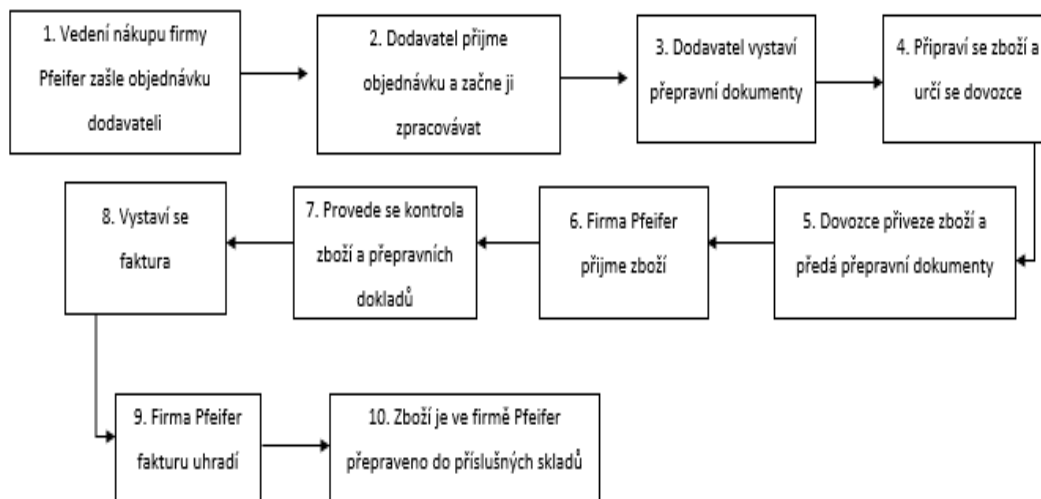 1. Vedení nákupu firmy
Pfeifer zašle objednávku
dodavateli
2. Dodavatel přijme
objednávku a začne ji
zpracovávat
3. Dodavatel vystaví
přepravní dokumenty
4. Připraví se zboží a
určí se dovozce
5. Dovozce přiveze zboží a
předá přepravní dokumenty
6. Firma Pfeifer
přijme zboží
7. Provede se kontrola
zboží a přepravních
dokladů
8. Vystaví se
faktura
9. Firma Pfeifer
fakturu uhradí
10. Zboží je ve firmě Pfeifer
přepraveno do příslušných skladů